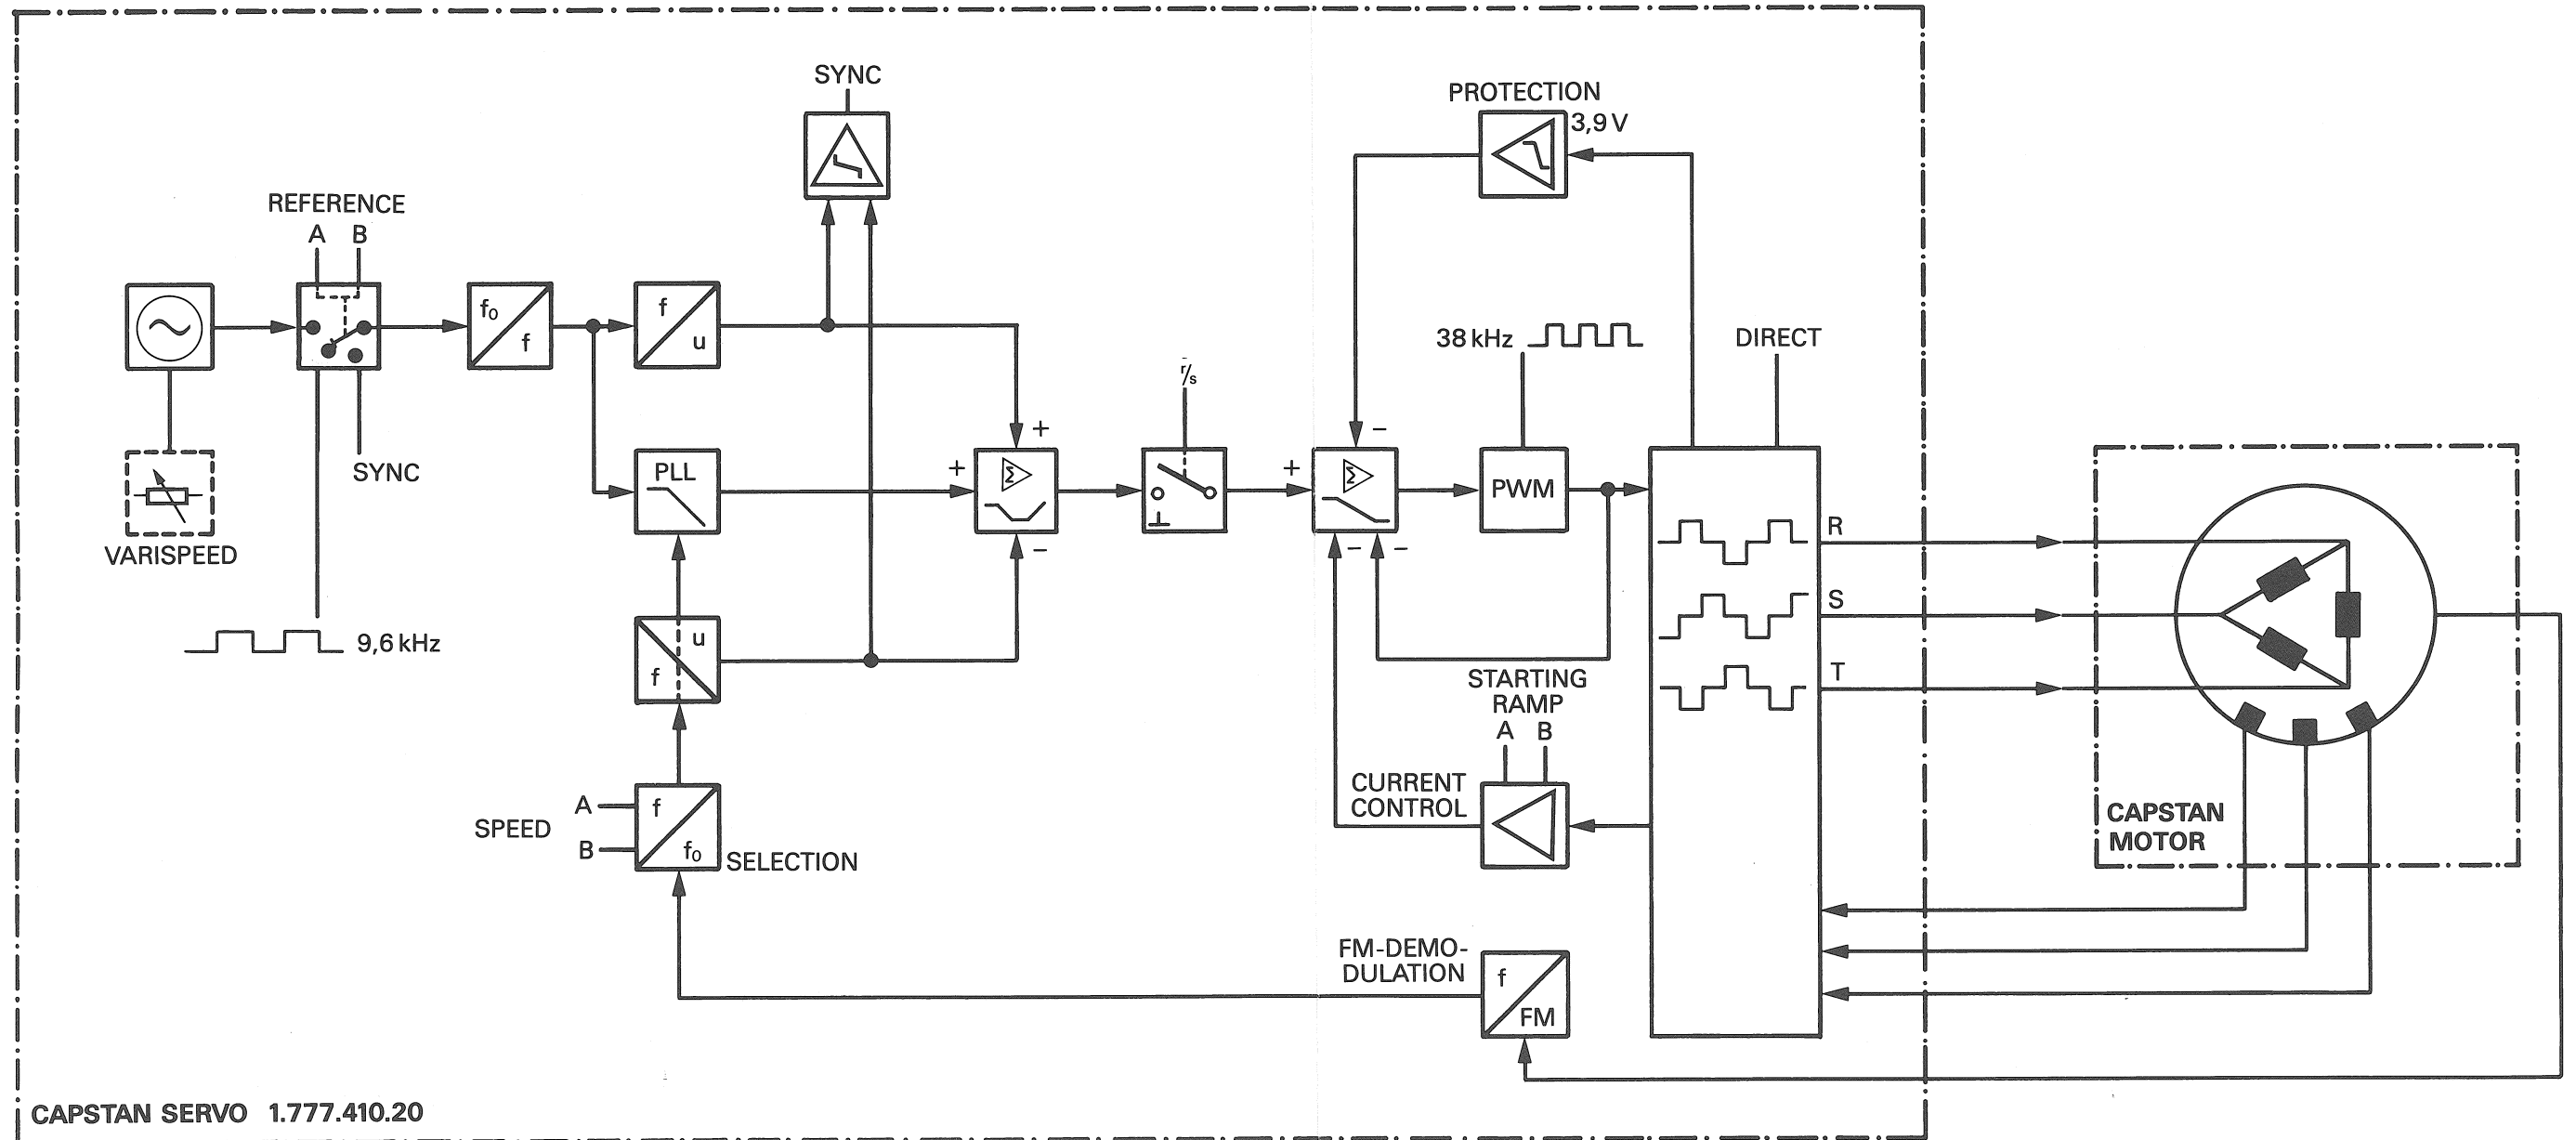 SYNC
PROTECTION
3,9 V
REFERENCE
A B
f₀
f
f
u
38 kHz
DIRECT
r/s
+
-
SYNC
PLL
+
Σ
+
Σ
PWM
VARISPEED
-
-
-
R
S
T
9,6 kHz
u
f
STARTING
RAMP
A B
CURRENT
CONTROL
SPEED
A
B
f
f₀
SELECTION
CAPSTAN
MOTOR
FM-DEMO-
DULATION
f
FM
CAPSTAN SERVO 1.777.410.20